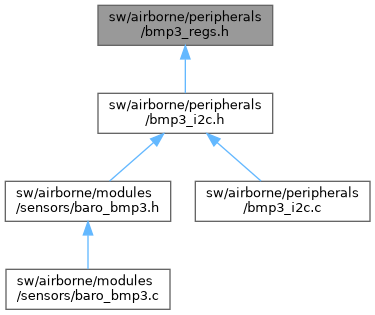 sw/airborne/peripherals
/bmp3_regs.h
sw/airborne/peripherals
/bmp3_i2c.h
sw/airborne/modules
/sensors/baro_bmp3.h
sw/airborne/peripherals
/bmp3_i2c.c
sw/airborne/modules
/sensors/baro_bmp3.c